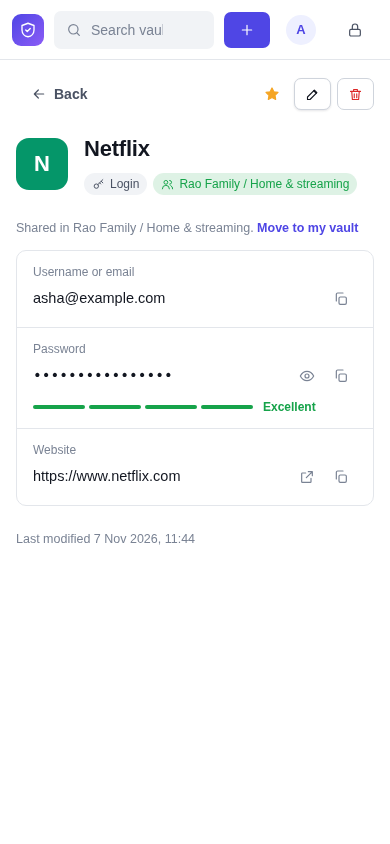 Search vaul
A
Back
N
Netflix
Login
Rao Family / Home & streaming
Shared in Rao Family / Home & streaming. Move to my vault
Username or email
asha@example.com
Password
••••••••••••••••
Excellent
Website
https://www.netflix.com
Last modified 7 Nov 2026, 11:44